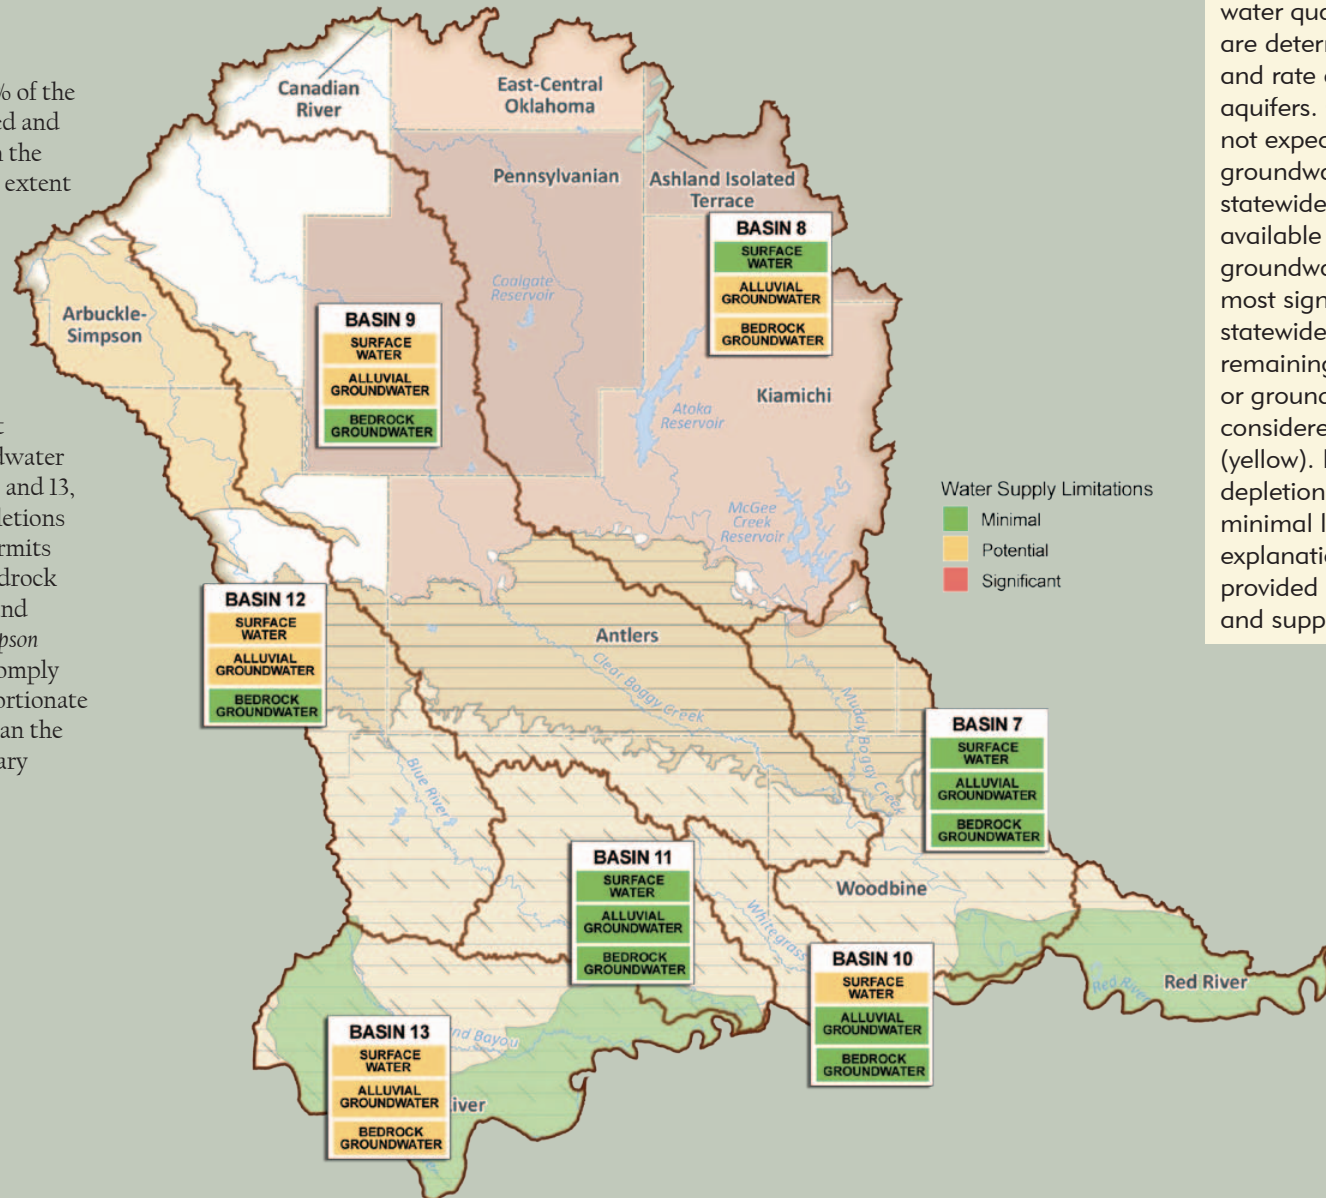 % of the
ed and
n the
extent
t
dwater
and 13,
letions
rmits
drock
nd
pson
omply
ortionate
an the
ary
water qua
are deterr
and rate
aquifers.
not expec
groundwa
statewide
available
groundwa
most sign
statewide
remaining
or ground
considere
(yellow).
depletion
minimal l
explanatio
provided
and supp
Canadian
River
East-Central
Oklahoma
Pennsylvanian
Ashland Isolated
Terrace
BASIN 8
SURFACE
WATER
ALLUVIAL
GROUNDWATER
BEDROCK
GROUNDWATER
Coalgate
Reservoir
Arbuckle-
Simpson
BASIN 9
SURFACE
WATER
ALLUVIAL
GROUNDWATER
BEDROCK
GROUNDWATER
Kiamichi
Atoka
Reservoir
McGee
Creek
Reservoir
Water Supply Limitations
Minimal
Potential
Significant
BASIN 12
SURFACE
WATER
ALLUVIAL
GROUNDWATER
BEDROCK
GROUNDWATER
Antlers
Clear Boggy Creek
Muddy Boggy Creek
BASIN 7
SURFACE
WATER
ALLUVIAL
GROUNDWATER
BEDROCK
GROUNDWATER
Blue River
BASIN 11
SURFACE
WATER
ALLUVIAL
GROUNDWATER
BEDROCK
GROUNDWATER
Woodbine
Whitegrass
BASIN 10
SURFACE
WATER
ALLUVIAL
GROUNDWATER
BEDROCK
GROUNDWATER
Red River
Red River
BASIN 13
SURFACE
WATER
ALLUVIAL
GROUNDWATER
BEDROCK
GROUNDWATER
nd Bayou
iver